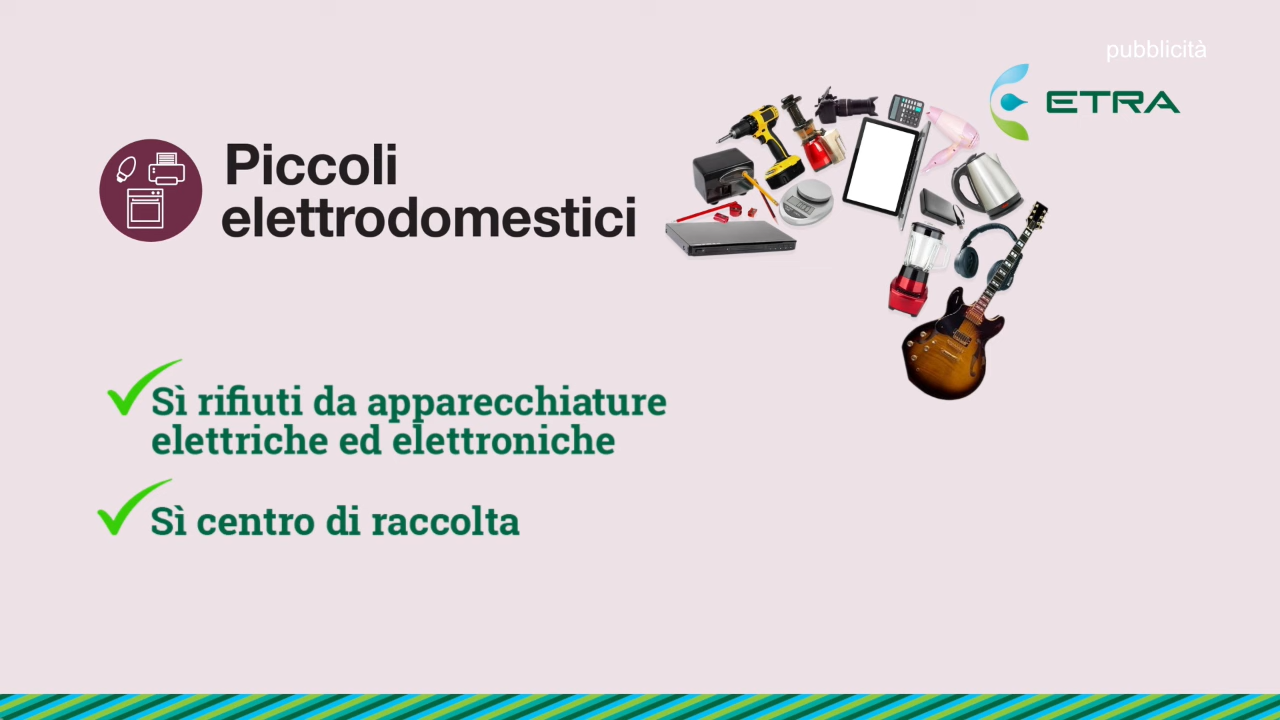 pubblicità
ETRA
Piccoli
elettrodomestici
Sì rifiuti da apparecchiature
elettriche ed elettroniche
Sì centro di raccolta